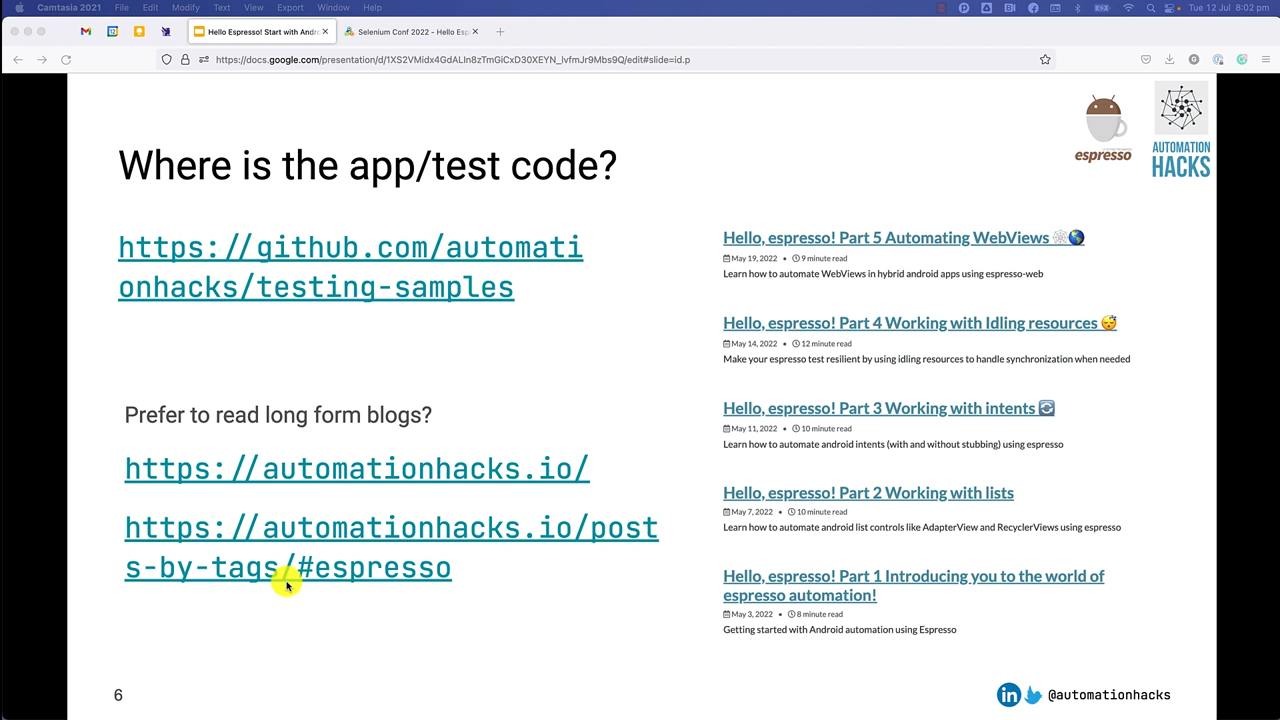 Camtasia 2021 File Edit Modify Text View Export Window Help Tue 12 Jul 8:02 pm
Hello Espresso! Start with Andro Selenium Conf 2022 - Hello Esp
https://docs.google.com/presentation/d/1XS2VMidx4GdALIn8zTmGiCxD30XEYN_lvfmJr9Mbs9Q/edit#slide=id.p
espresso
AUTOMATION
HACKS
Where is the app/test code?
https://github.com/automati
onhacks/testing-samples
Prefer to read long form blogs?
https://automationhacks.io/
https://automationhacks.io/post
s-by-tags/#espresso
Hello, espresso! Part 5 Automating WebViews 🕸🌎
May 19, 2022 • 9 minute read
Learn how to automate WebViews in hybrid android apps using espresso-web
Hello, espresso! Part 4 Working with Idling resources 😴
May 14, 2022 • 12 minute read
Make your espresso test resilient by using idling resources to handle synchronization when needed
Hello, espresso! Part 3 Working with intents 🔄
May 11, 2022 • 10 minute read
Learn how to automate android intents (with and without stubbing) using espresso
Hello, espresso! Part 2 Working with lists
May 7, 2022 • 10 minute read
Learn how to automate android list controls like AdapterView and RecyclerViews using espresso
Hello, espresso! Part 1 Introducing you to the world of
espresso automation!
May 3, 2022 • 8 minute read
Getting started with Android automation using Espresso
6
in @automationhacks